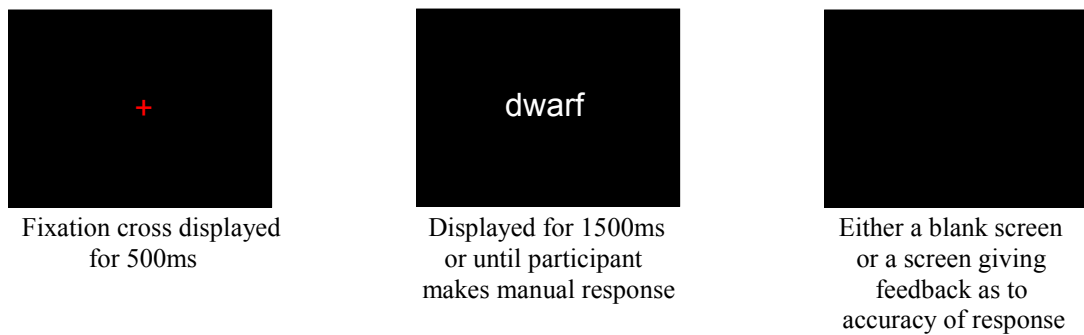 dwarf
Fixation cross displayed
for 500ms
Displayed for 1500ms
or until participant
makes manual response
Either a blank screen
or a screen giving
feedback as to
accuracy of response